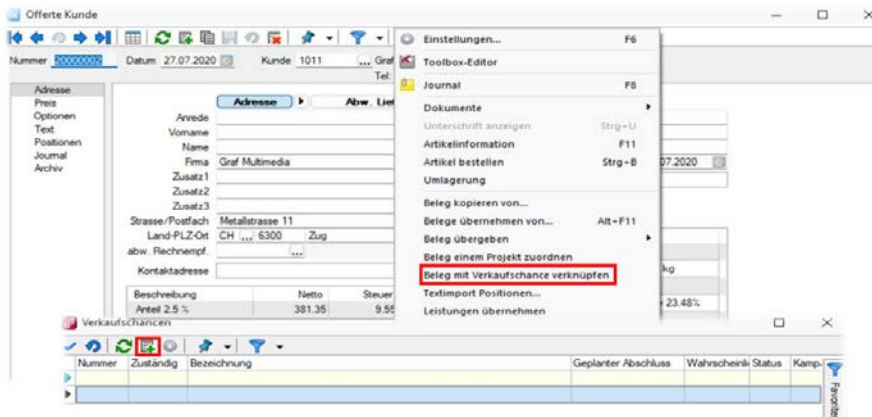 Offerte Kunde
Nummer 20000002 Datum 27.07.2020 Kunde 1011 ... Graf
Tel:
Adresse
Preis
Optionen
Text
Positionen
Journal
Archiv
Adresse Abw. Lief
Anrede
Vorname
Name
Firma Graf Multimedia
Zusatz1
Zusatz2
Zusatz3
Strasse/Postfach Metallstrasse 11
Land-PLZ-Ort CH ... 6300 Zug
abw. Rechnempf. ...
Kontaktadresse
Beschreibung Netto Steuer
Anteil 2.5 % 381.35 9.55
Einstellungen... F6
Toolbox-Editor
Journal F8
Dokumente
Unterschrift anzeigen Strg+U
Artikelinformation F11
Artikel bestellen Strg+B
Umlagerung
Beleg kopieren von...
Belege übernehmen von... Alt+F11
Beleg übergeben
Beleg einem Projekt zuordnen
Beleg mit Verkaufschance verknüpfen
Textimport Positionen...
Leistungen übernehmen
07.2020
kg
23.48%
Verkaufschancen
Nummer Zuständig Bezeichnung Geplanter Abschluss Wahrscheinli Status Kamp
Favoriten